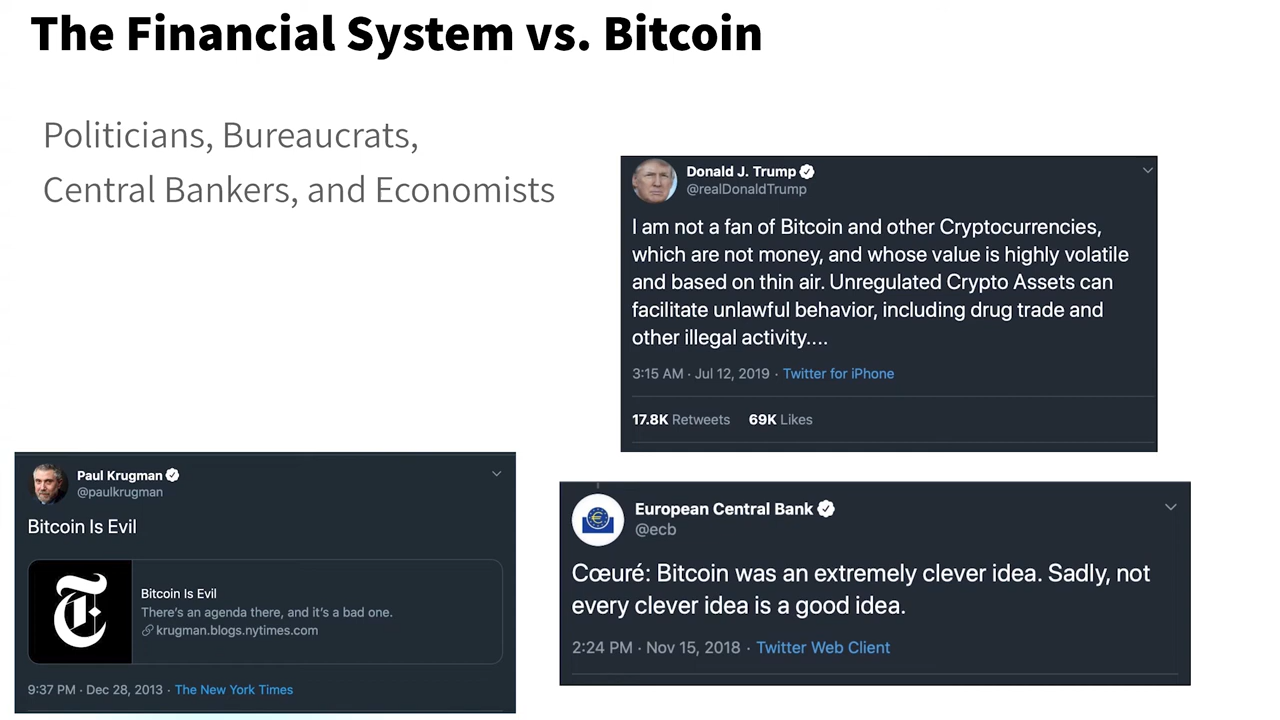 The Financial System vs. Bitcoin
Politicians, Bureaucrats,
Central Bankers, and Economists
Donald J. Trump
@realDonaldTrump
I am not a fan of Bitcoin and other Cryptocurrencies,
which are not money, and whose value is highly volatile
and based on thin air. Unregulated Crypto Assets can
facilitate unlawful behavior, including drug trade and
other illegal activity....
3:15 AM · Jul 12, 2019 · Twitter for iPhone
17.8K Retweets 69K Likes
Paul Krugman
@paulkrugman
Bitcoin Is Evil
Bitcoin Is Evil
There's an agenda there, and it's a bad one.
krugman.blogs.nytimes.com
9:37 PM · Dec 28, 2013 · The New York Times
European Central Bank
@ecb
Cœuré: Bitcoin was an extremely clever idea. Sadly, not
every clever idea is a good idea.
2:24 PM · Nov 15, 2018 · Twitter Web Client